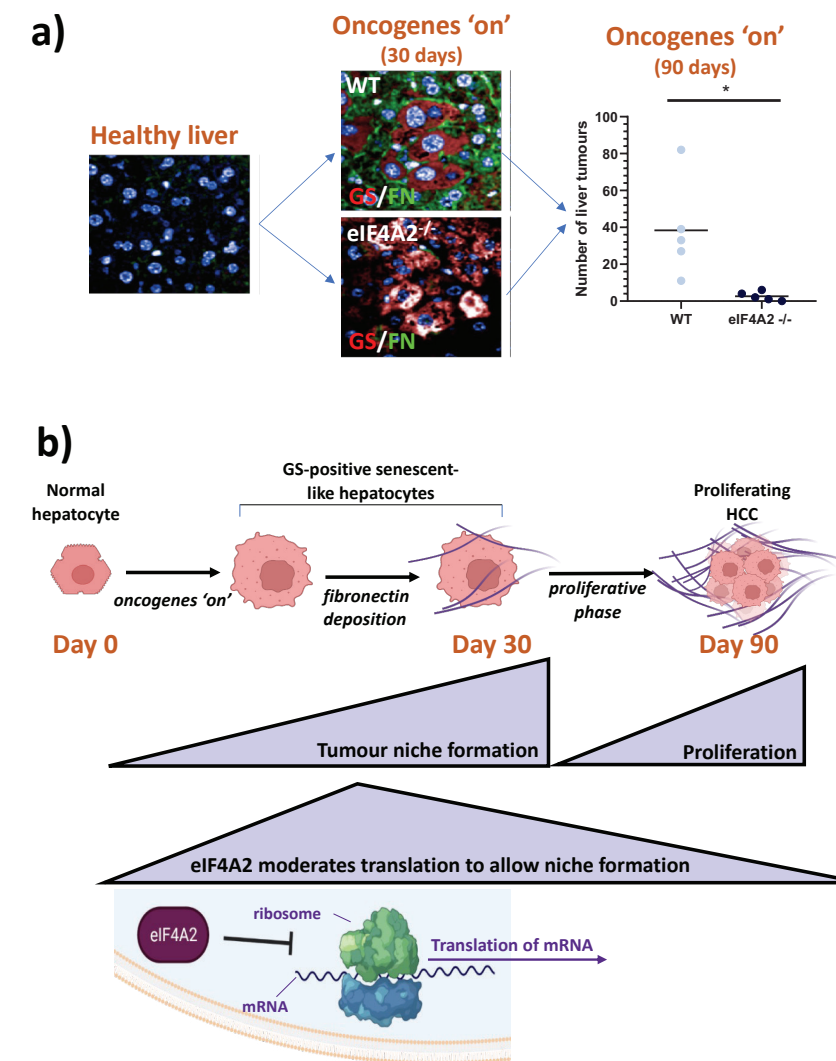 a)
Oncogenes 'on'
(30 days)
Oncogenes 'on'
(90 days)
Healthy liver
WT
GS/FN
eIF4A2-/-
GS/FN
*
Number of liver tumours
100
80
60
40
20
0
WT
eIF4A2 -/-
b)
Normal
hepatocyte
GS-positive senescent-
like hepatocytes
Proliferating
HCC
oncogenes 'on'
fibronectin
deposition
proliferative
phase
Day 0
Day 30
Day 90
Tumour niche formation
Proliferation
eIF4A2 moderates translation to allow niche formation
eIF4A2
ribosome
Translation of mRNA
mRNA